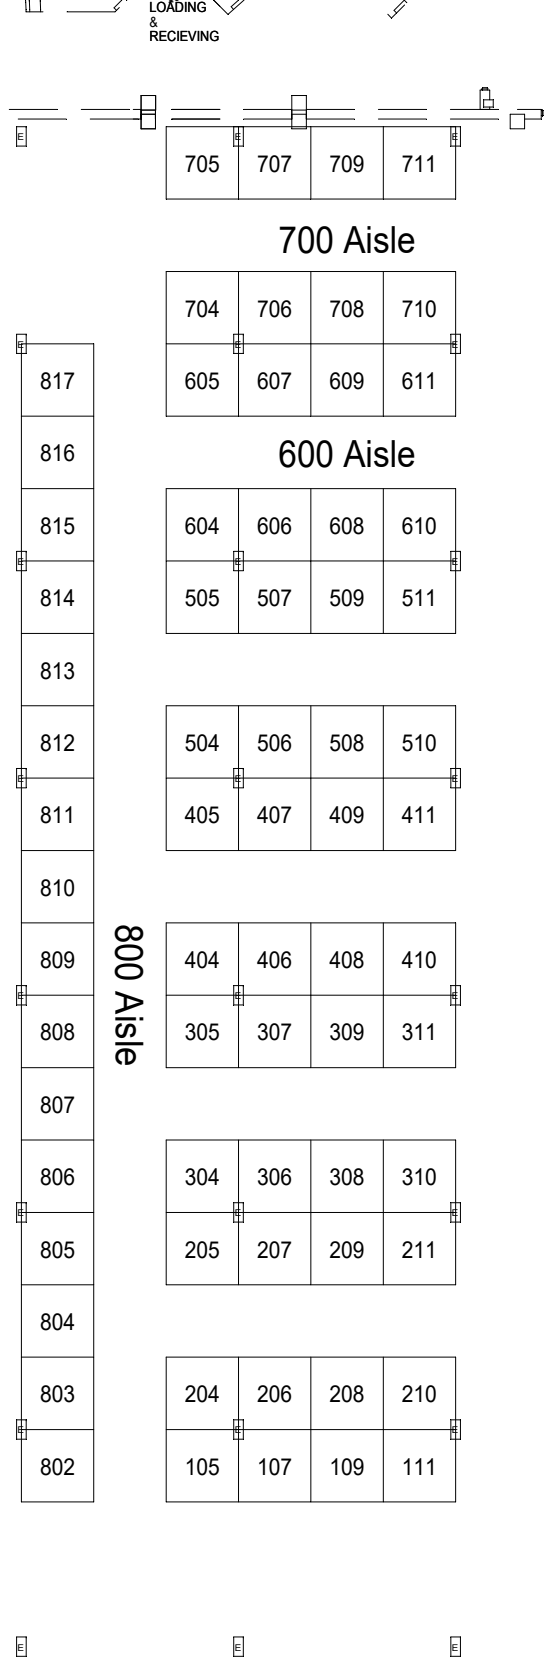 LOADING
&
RECIEVING
E
E
E
705 707 709 711
700 Aisle
704 706 708 710
E
E
E
817 605 607 609 611
816
600 Aisle
815 604 606 608 610
E
E
E
814 505 507 509 511
813
812 504 506 508 510
E
E
E
811 405 407 409 411
810
800 Aisle
809 404 406 408 410
E
E
E
808 305 307 309 311
807
806 304 306 308 310
E
E
E
805 205 207 209 211
804
803 204 206 208 210
E
E
E
802 105 107 109 111
E
E
E